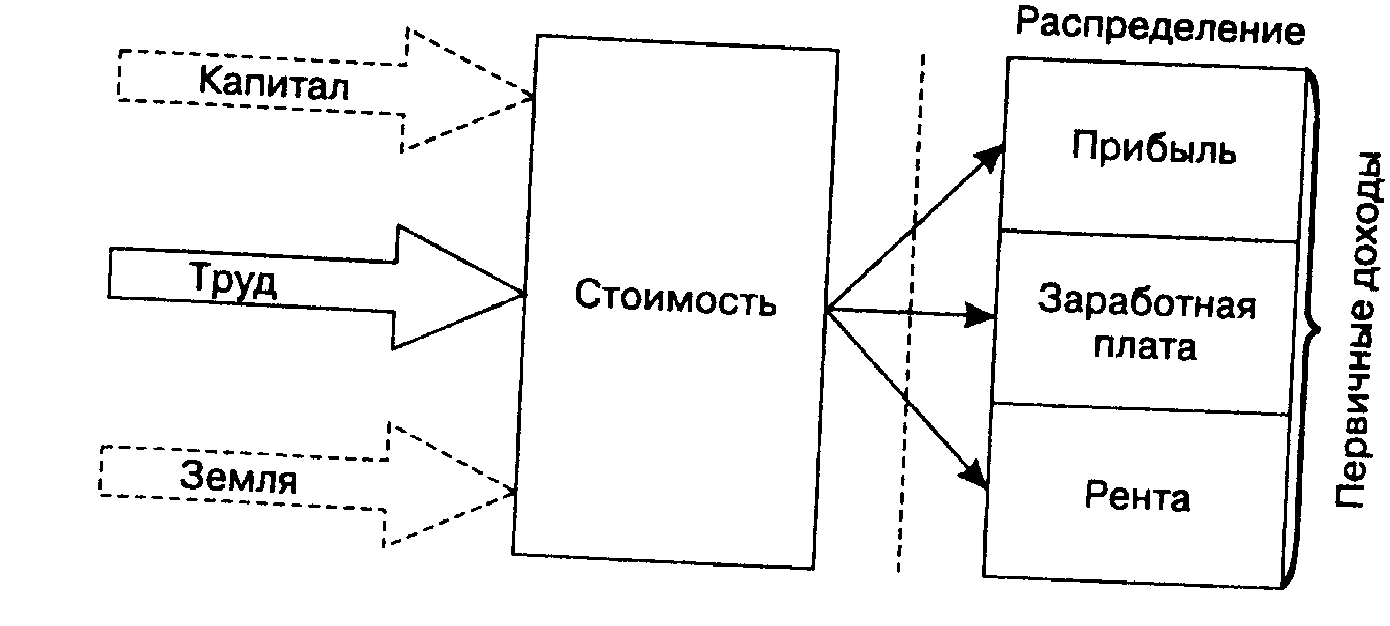 Распределение
Капитал
Труд
Земля
Стоимость
Прибыль
Заработная
плата
Рента
Первичные доходы